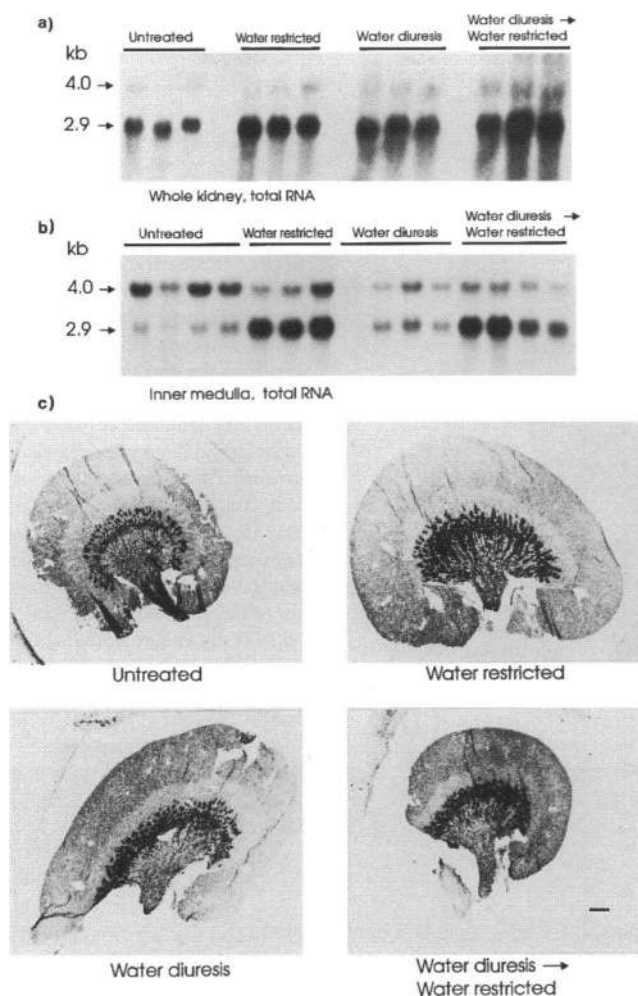 a)
Untreated
Water restricted
Water diuresis
Water diuresis →
Water restricted
kb
4.0 →
2.9 →
Whole kidney, total RNA
b)
Untreated
Water restricted
Water diuresis
Water diuresis →
Water restricted
kb
4.0 →
2.9 →
Inner medulla, total RNA
c)
Untreated
Water restricted
Water diuresis
Water diuresis →
Water restricted